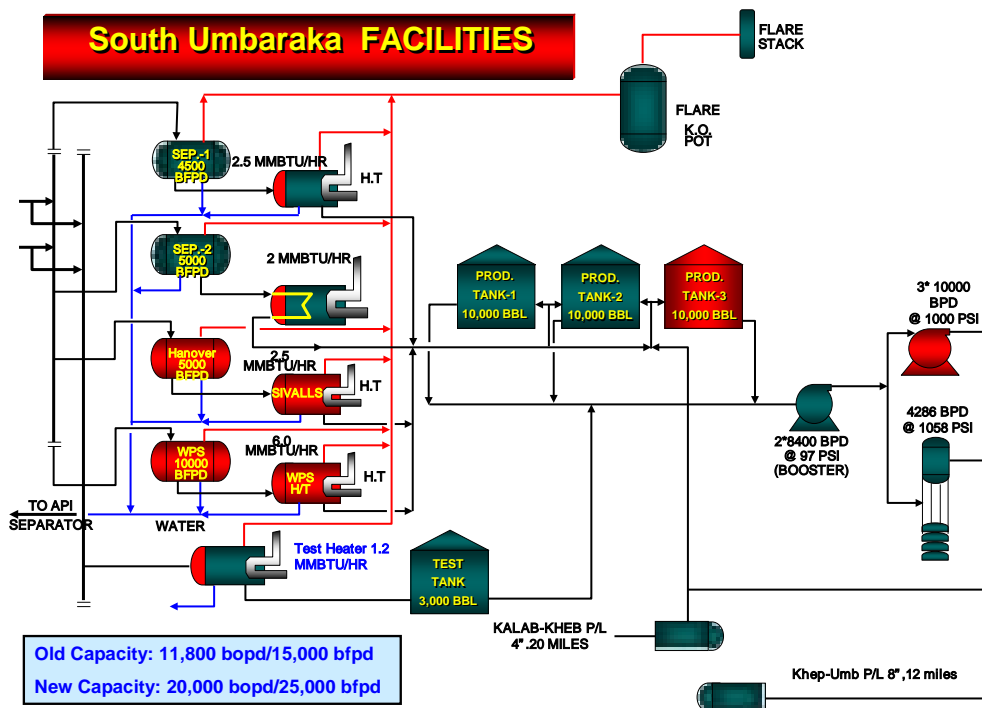 South Umbaraka  FACILITIES
FLARE
STACK
FLARE
K.O.
POT
SEP.-1
4500
BFPD
2.5 MMBTU/HR
H.T
SEP.-2
5000
BFPD
2 MMBTU/HR
PROD.
TANK-1
10,000 BBL
PROD.
TANK-2
10,000 BBL
PROD.
TANK-3
10,000 BBL
3* 10000
BPD
@ 1000 PSI
Hanover
5000
BFPD
2.5
MMBTU/HR
SIVALLS
H.T
2*8400 BPD
@ 97 PSI
(BOOSTER)
4286 BPD
@ 1058 PSI
WPS
10000
BFPD
6.0
MMBTU/HR
WPS
H/T
H.T
TO API
SEPARATOR
WATER
Test Heater 1.2
MMBTU/HR
TEST
TANK
3,000 BBL
KALAB-KHEB P/L
4".20 MILES
Khep-Umb P/L 8",12 miles
Old Capacity: 11,800 bopd/15,000 bfpd
New Capacity: 20,000 bopd/25,000 bfpd